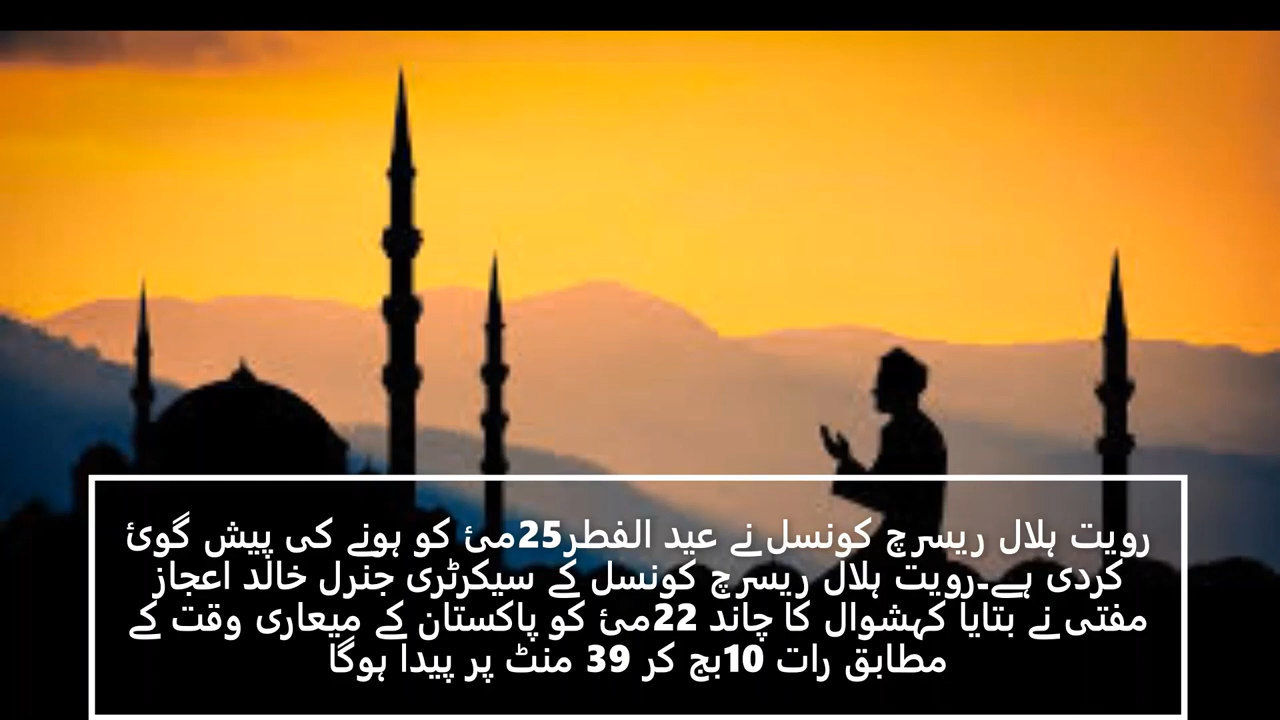 رویت ہلال ریسرچ کونسل نے عید الفطر25مئ کو ہونے کی پیش گوئ
کردی ہے۔رویت ہلال ریسرچ کونسل کے سیکرٹری جنرل خالد اعجاز
مفتی نے بتایا کہشوال کا چاند 22مئ کو پاکستان کے میعاری وقت کے
مطابق رات 10بج کر 39 منٹ پر پیدا ہوگا